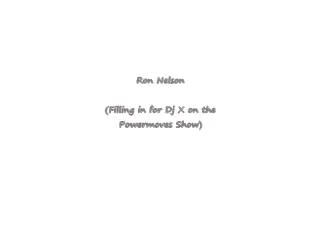 Ron Nelson
(Filling in for Dj X on the
Powermoves Show)